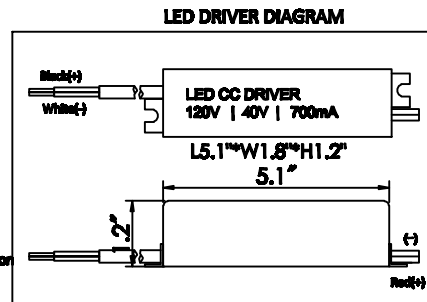 LED DRIVER DIAGRAM
Black(+)
White(-)
LED CC DRIVER
120V | 40V | 700mA
L5.1"*W1.8"*H1.2"
5.1"
1.2"
(-)
Red(+)